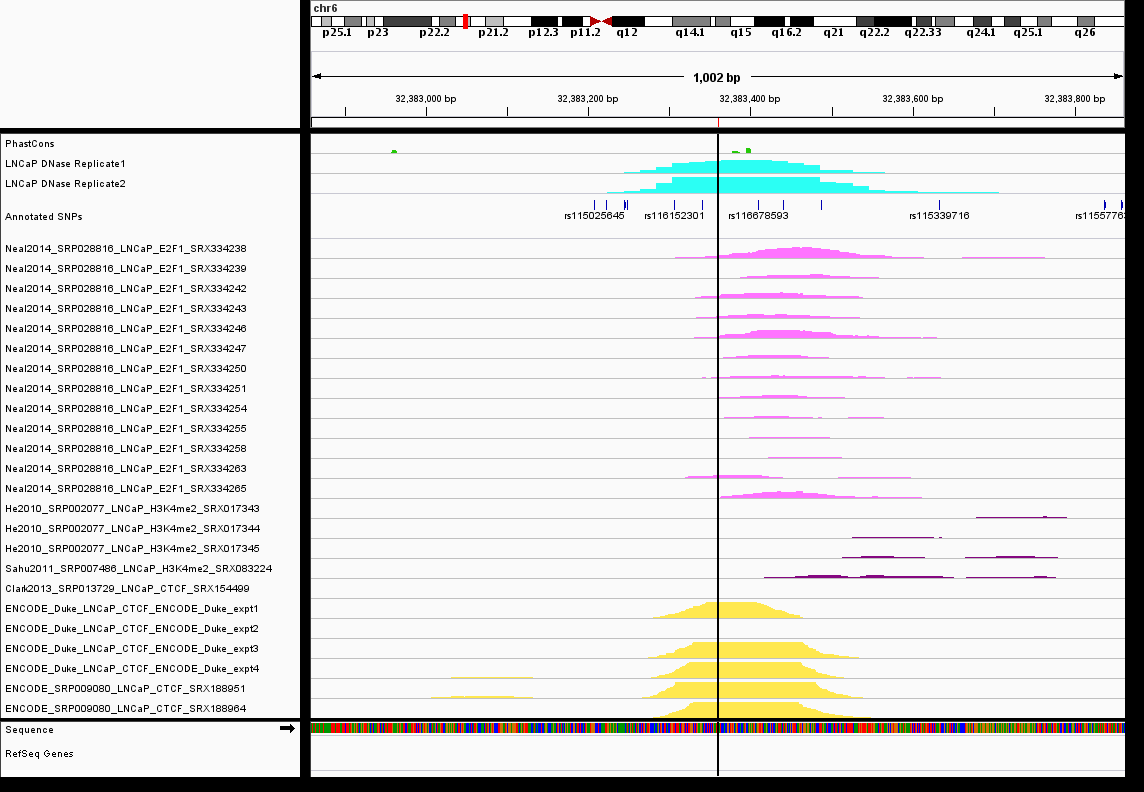 chr6
p25.1 p23 p22.2 p21.2 p12.3 p11.2 q12 q14.1 q15 q16.2 q21 q22.2 q22.33 q24.1 q25.1 q26
1,002 bp
32,383,000 bp 32,383,200 bp 32,383,400 bp 32,383,600 bp 32,383,800 bp
PhastCons
LNCaP DNase Replicate1
LNCaP DNase Replicate2
Annotated SNPs rs115025645 rs116152301 rs116678593 rs115339716 rs11557763
Neal2014_SRP028816_LNCaP_E2F1_SRX334238
Neal2014_SRP028816_LNCaP_E2F1_SRX334239
Neal2014_SRP028816_LNCaP_E2F1_SRX334242
Neal2014_SRP028816_LNCaP_E2F1_SRX334243
Neal2014_SRP028816_LNCaP_E2F1_SRX334246
Neal2014_SRP028816_LNCaP_E2F1_SRX334247
Neal2014_SRP028816_LNCaP_E2F1_SRX334250
Neal2014_SRP028816_LNCaP_E2F1_SRX334251
Neal2014_SRP028816_LNCaP_E2F1_SRX334254
Neal2014_SRP028816_LNCaP_E2F1_SRX334255
Neal2014_SRP028816_LNCaP_E2F1_SRX334258
Neal2014_SRP028816_LNCaP_E2F1_SRX334263
Neal2014_SRP028816_LNCaP_E2F1_SRX334265
He2010_SRP002077_LNCaP_H3K4me2_SRX017343
He2010_SRP002077_LNCaP_H3K4me2_SRX017344
He2010_SRP002077_LNCaP_H3K4me2_SRX017345
Sahu2011_SRP007486_LNCaP_H3K4me2_SRX083224
Clark2013_SRP013729_LNCaP_CTCF_SRX154499
ENCODE_Duke_LNCaP_CTCF_ENCODE_Duke_expt1
ENCODE_Duke_LNCaP_CTCF_ENCODE_Duke_expt2
ENCODE_Duke_LNCaP_CTCF_ENCODE_Duke_expt3
ENCODE_Duke_LNCaP_CTCF_ENCODE_Duke_expt4
ENCODE_SRP009080_LNCaP_CTCF_SRX188951
ENCODE_SRP009080_LNCaP_CTCF_SRX188964
Sequence
RefSeq Genes